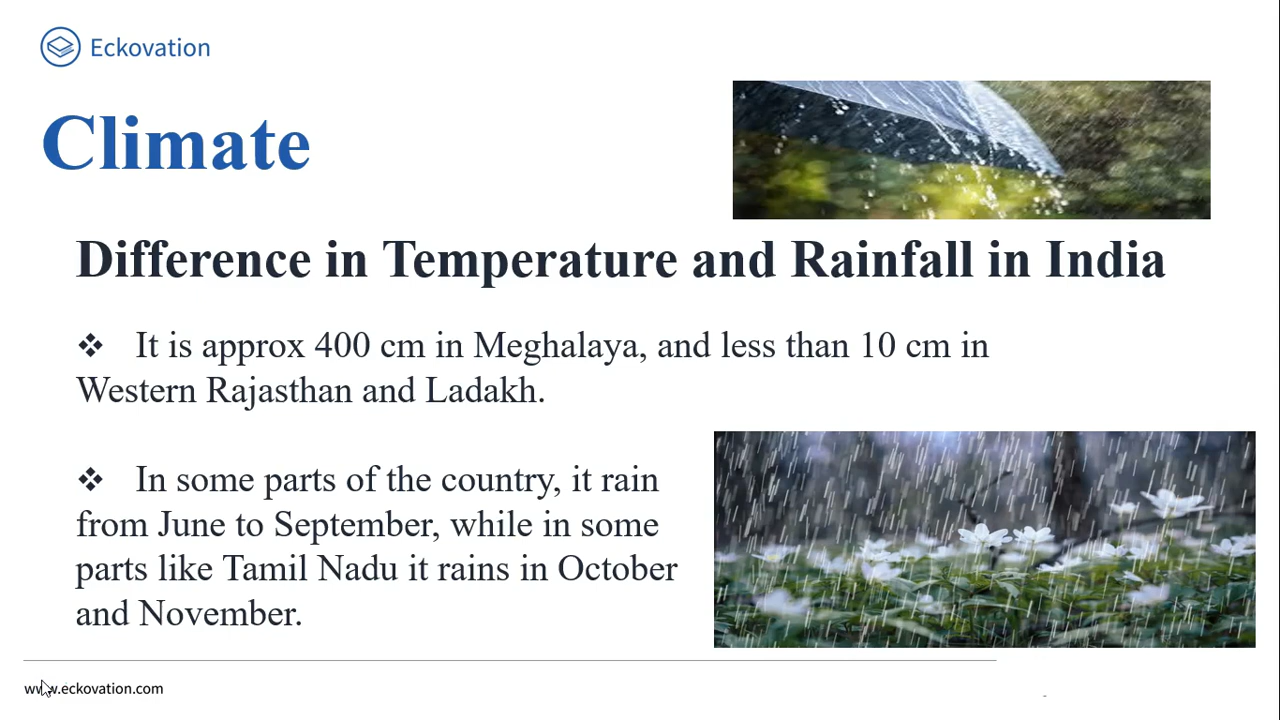 Eckovation
Climate
Difference in Temperature and Rainfall in India
❖ It is approx 400 cm in Meghalaya, and less than 10 cm in
Western Rajasthan and Ladakh.
❖ In some parts of the country, it rain
from June to September, while in some
parts like Tamil Nadu it rains in October
and November.
www.eckovation.com